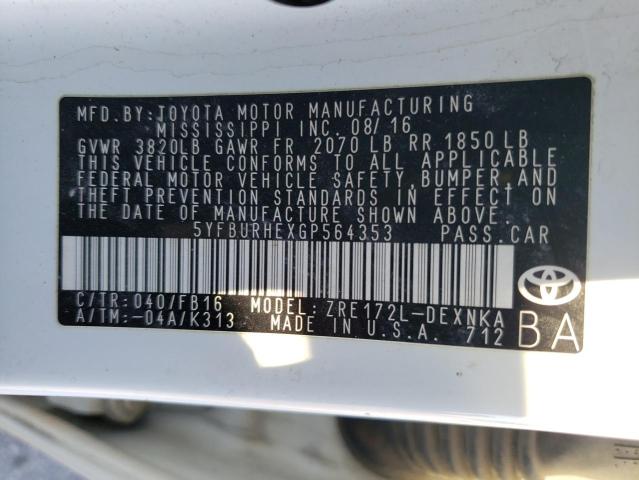 MFD.BY:TOYOTA MOTOR MANUFACTURING
MISSISSIPPI INC. 08/16
GVWR 3820LB GAWR FR 2070 LB RR 1850 LB
THIS VEHICLE CONFORMS TO ALL APPLICABLE
FEDERAL MOTOR VEHICLE SAFETY,BUMPER,AND
THEFT PREVENTION STANDARDS IN EFFECT ON
THE DATE OF MANUFACTURE SHOWN ABOVE.
5YFBURHEXGP564353 PASS.CAR
C/TR:040/FB16 MODEL:ZRE172L-DEXNKA
A/TM:-04A/K313 MADE IN U.S.A. 712
BA